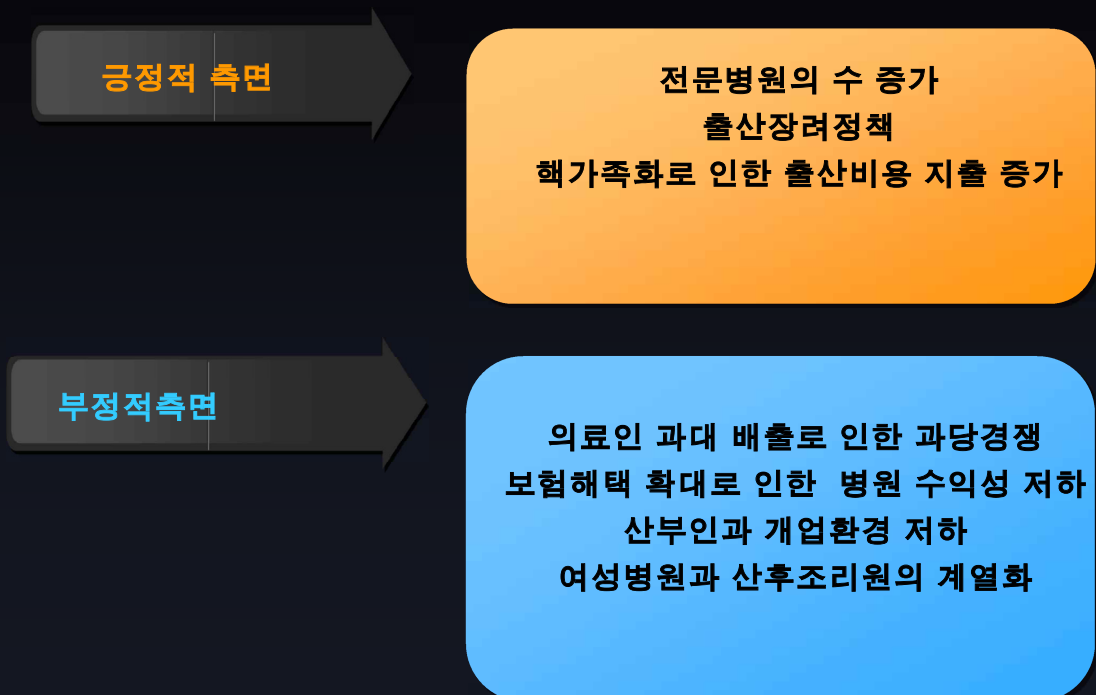 긍정적 측면
전문병원의 수 증가
출산장려정책
핵가족화로 인한 출산비용 지출 증가
부정적측면
의료인 과대 배출로 인한 과당경쟁
보험해택 확대로 인한  병원 수익성 저하
산부인과 개업환경 저하
여성병원과 산후조리원의 계열화